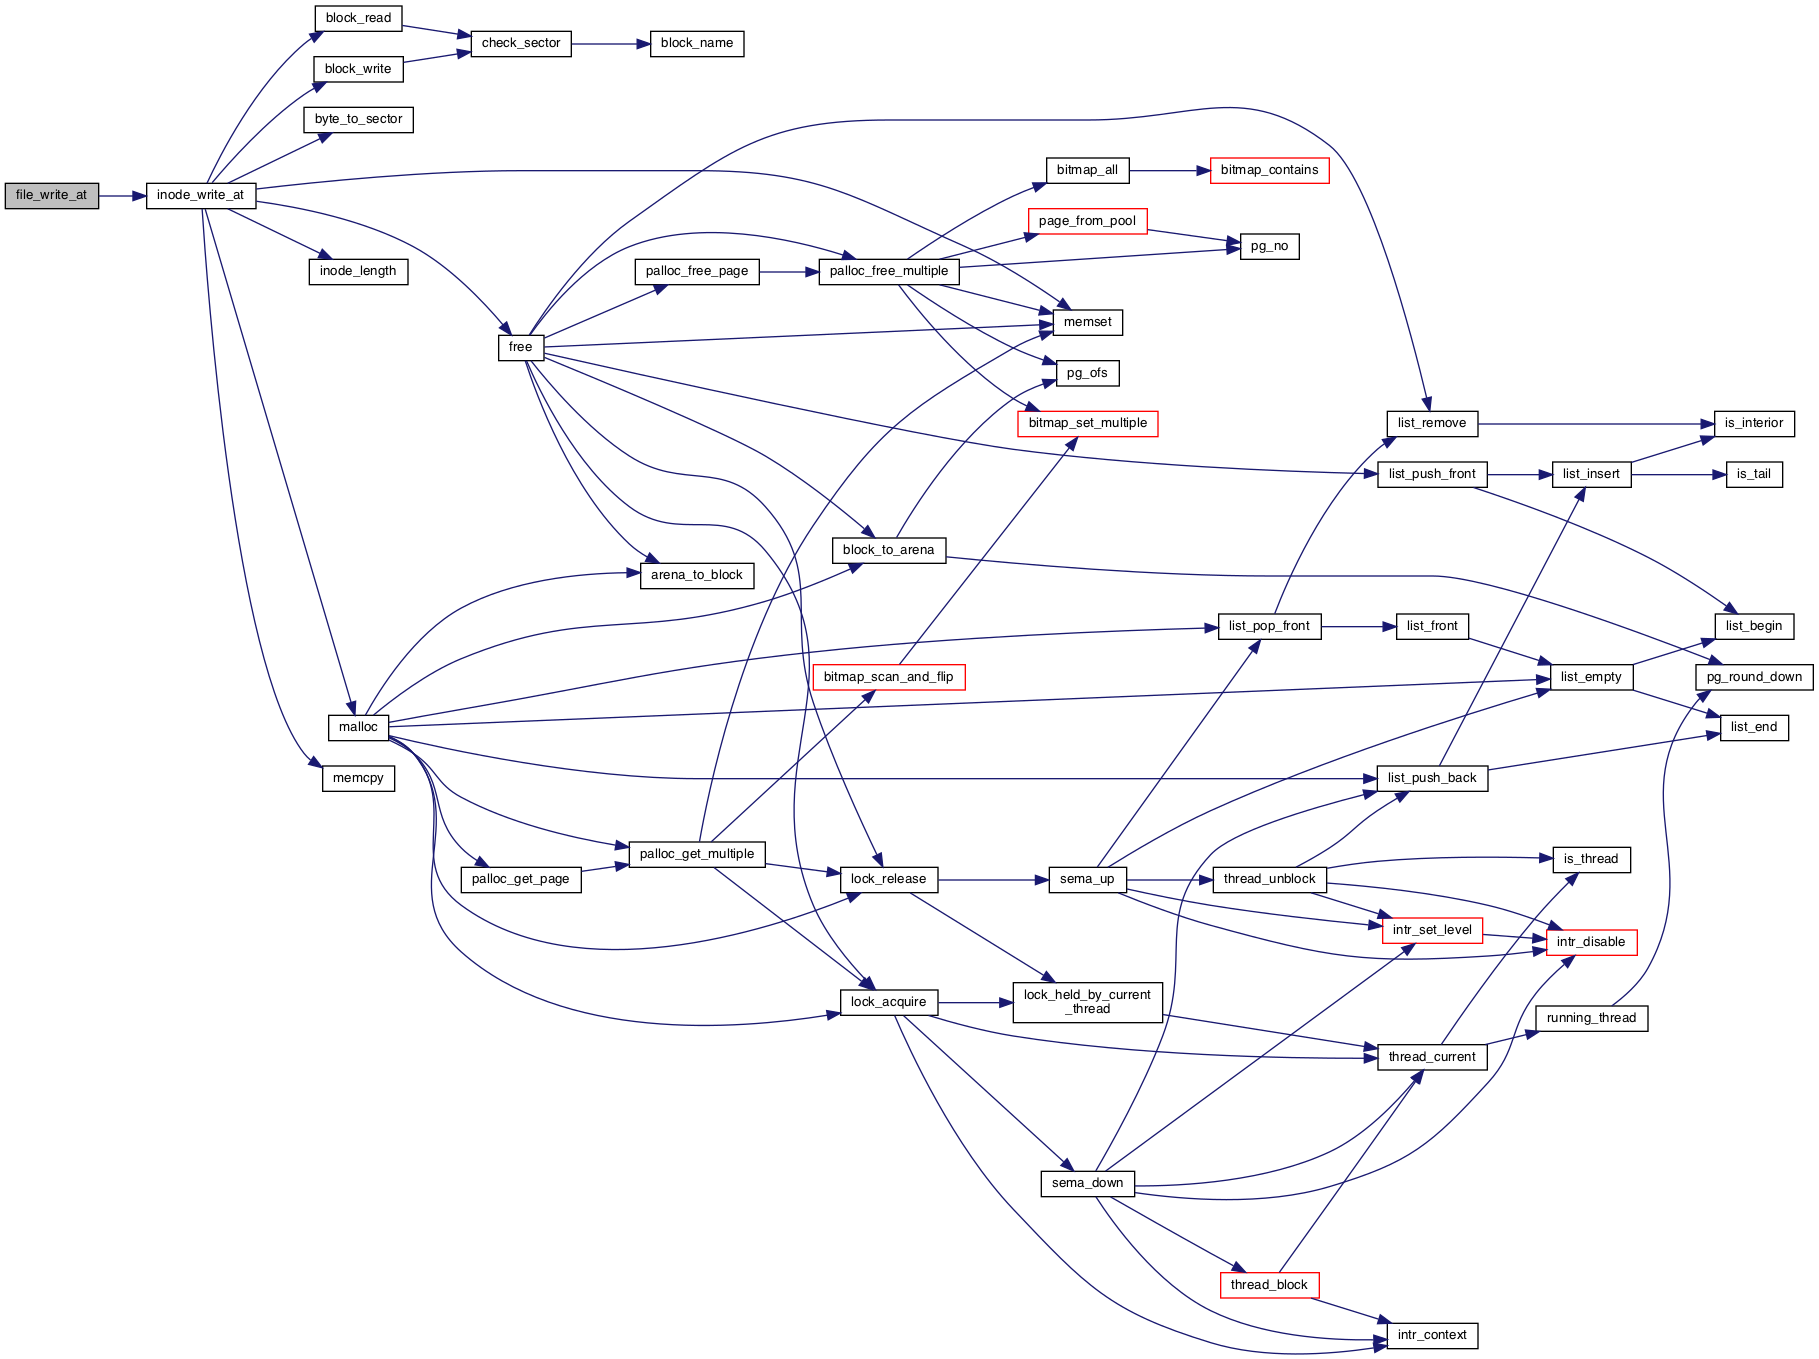 block_read
check_sector
block_name
block_write
byte_to_sector
file_write_at
inode_write_at
inode_length
bitmap_all
bitmap_contains
page_from_pool
pg_no
palloc_free_page
palloc_free_multiple
memset
free
pg_ofs
bitmap_set_multiple
list_remove
is_interior
list_push_front
list_insert
is_tail
block_to_arena
arena_to_block
list_pop_front
list_front
list_begin
bitmap_scan_and_flip
list_empty
pg_round_down
malloc
list_end
memcpy
list_push_back
palloc_get_multiple
is_thread
palloc_get_page
lock_release
sema_up
thread_unblock
intr_set_level
intr_disable
lock_acquire
lock_held_by_current
_thread
running_thread
thread_current
sema_down
thread_block
intr_context